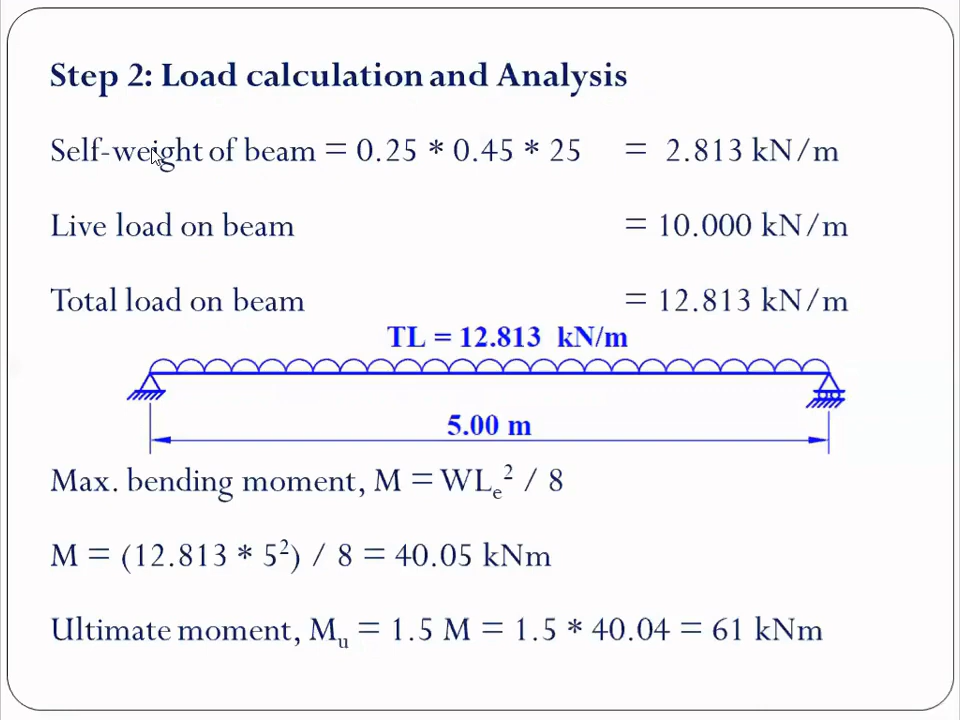 Step 2: Load calculation and Analysis
Self-weight of beam = 0.25 * 0.45 * 25 = 2.813 kN/m
Live load on beam = 10.000 kN/m
Total load on beam = 12.813 kN/m
TL = 12.813 kN/m
5.00 m
Max. bending moment, M = WLₑ² / 8
M = (12.813 * 5²) / 8 = 40.05 kNm
Ultimate moment, Mᵤ = 1.5 M = 1.5 * 40.04 = 61 kNm